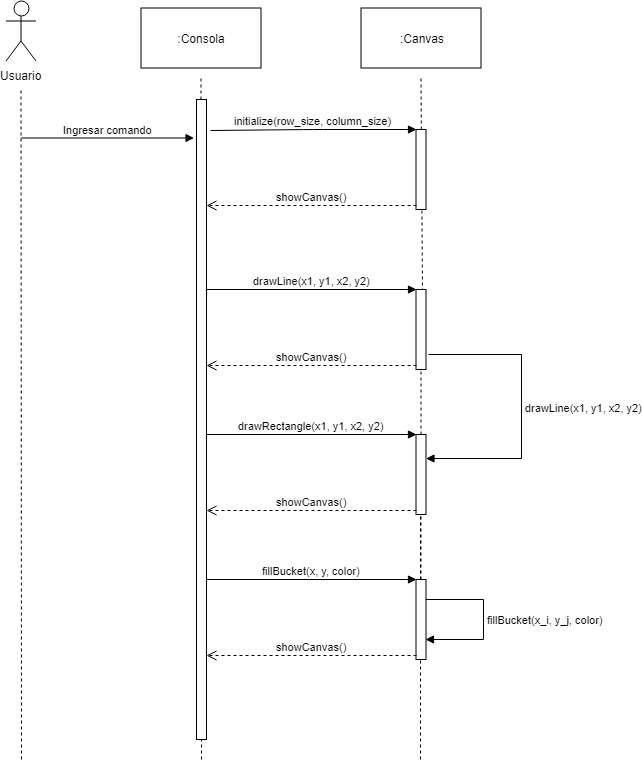 :Consola
:Canvas
Usuario
initialize(row_size, column_size)
Ingresar comando
showCanvas()
drawLine(x1, y1, x2, y2)
showCanvas()
drawLine(x1, y1, x2, y2)
drawRectangle(x1, y1, x2, y2)
showCanvas()
fillBucket(x, y, color)
fillBucket(x_i, y_j, color)
showCanvas()